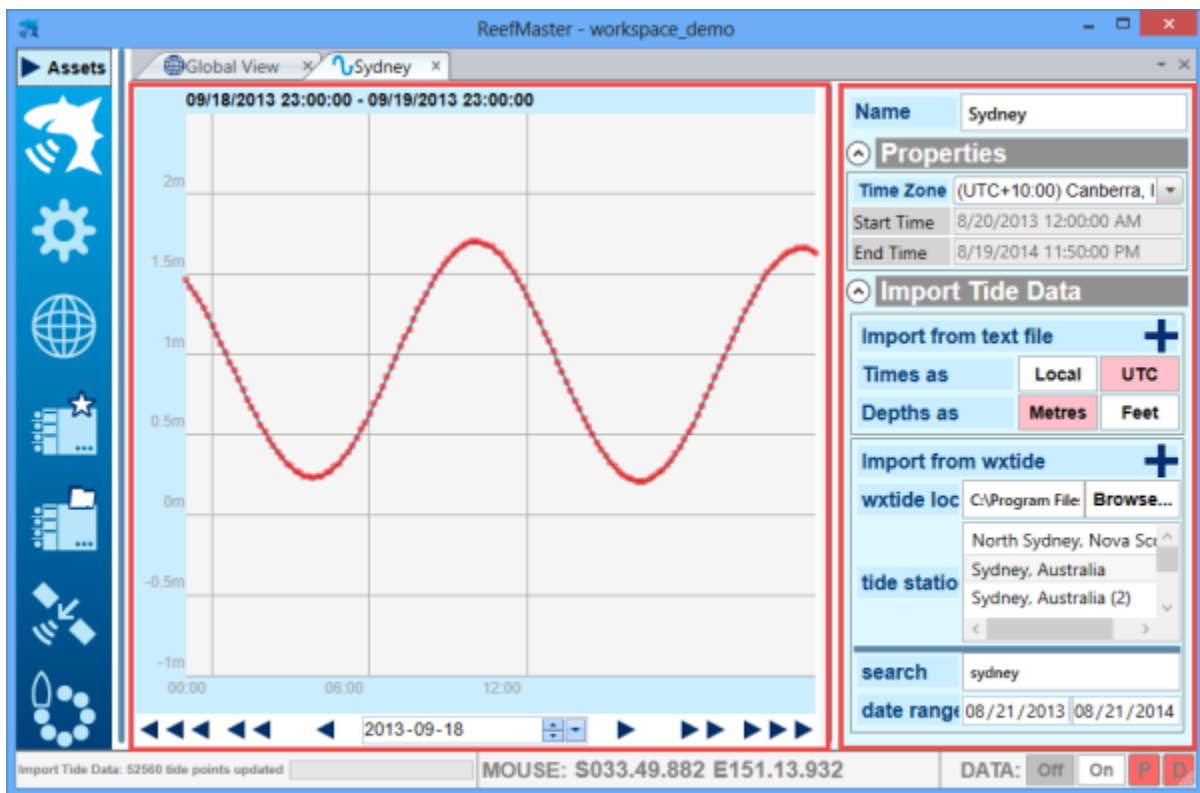 ReefMaster - workspace_demo
Assets
Global View
Sydney
09/18/2013 23:00:00 - 09/19/2013 23:00:00
2m
1.5m
1m
0.5m
0m
-0.5m
-1m
00:00 06:00 12:00
2013-09-18
Name Sydney
Properties
Time Zone (UTC+10:00) Canberra,
Start Time 8/20/2013 12:00:00 AM
End Time 8/19/2014 11:50:00 PM
Import Tide Data
Import from text file
Times as Local UTC
Depths as Metres Feet
Import from wxtide
wxtide loc C:\Program File Browse...
North Sydney, Nova Sc
tide statio
Sydney, Australia
Sydney, Australia (2)
search sydney
date range 08/21/2013 08/21/2014
Import Tide Data: 52560 tide points updated
MOUSE: S033.49.882 E151.13.932
DATA: Off On P D